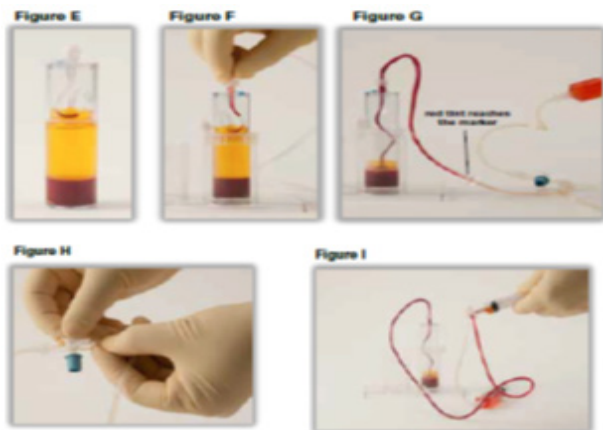 Figure E
Figure F
Figure G
red tint reaches
the marker
Figure H
Figure I